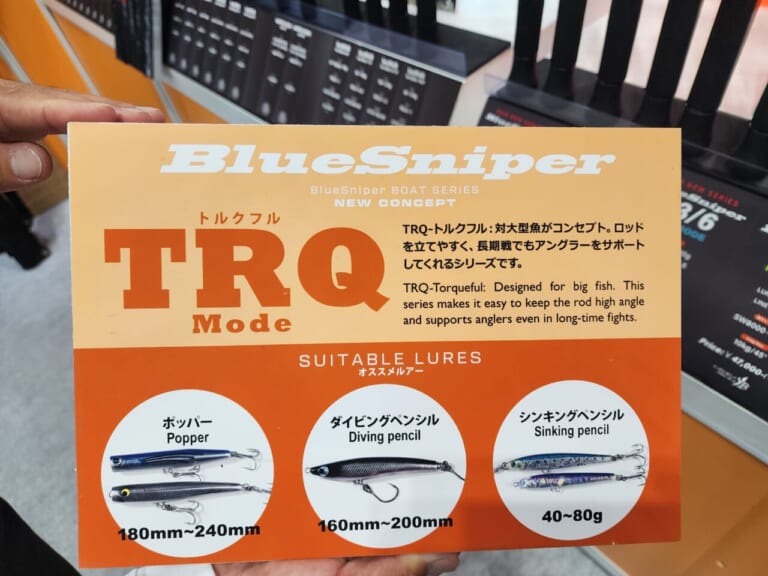 BlueSniper
BlueSniper BOAT SERIES
NEW CONCEPT
トルクフル
TRQ
Mode
TRQ-トルクフル：対大型魚がコンセプト。ロッド
を立てやすく、長期戦でもアングラーをサポート
してくれるシリーズです。
TRQ-Torqueful: Designed for big fish. This
series makes it easy to keep the rod high angle
and supports anglers even in long-time fights.
SUITABLE LURES
オススメルアー
ポッパー
Popper
180mm~240mm
ダイビングペンシル
Diving pencil
160mm~200mm
シンキングペンシル
Sinking pencil
40~80g
NEW SERIES
BlueSniper
3/6